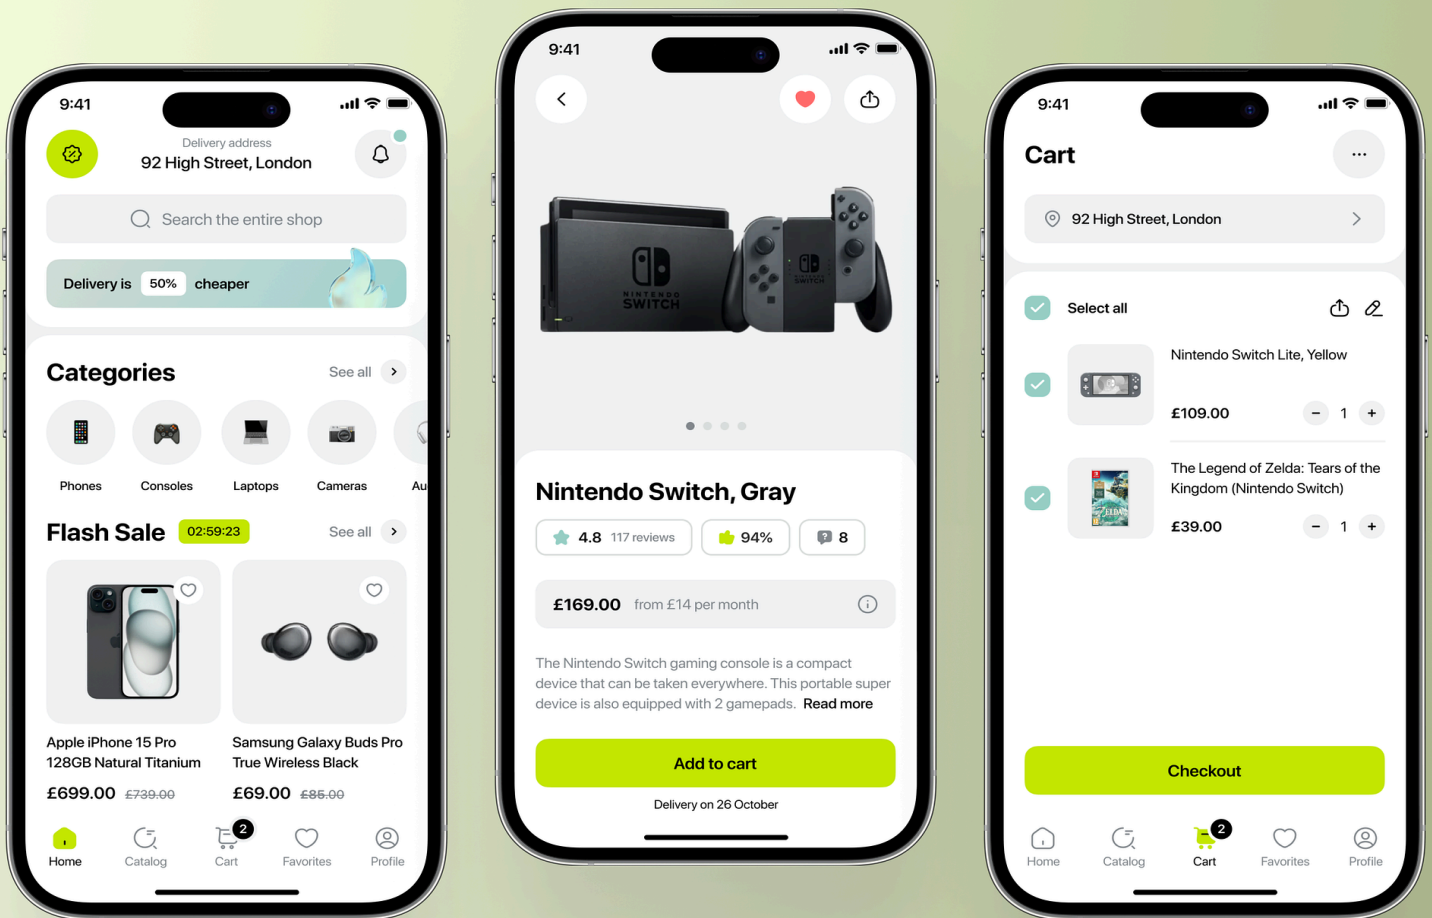 9:41
Delivery address
92 High Street, London
Search the entire shop
Delivery is 50% cheaper
Categories
See all
Phones
Consoles
Laptops
Cameras
Au
Flash Sale
02:59:23
See all
Apple iPhone 15 Pro
128GB Natural Titanium
£699.00 £739.00
Samsung Galaxy Buds Pro
True Wireless Black
£69.00 £85.00
Home
Catalog
2
Cart
Favorites
Profile
9:41
NINTENDO
SWITCH
NINTENDO
SWITCH
Nintendo Switch, Gray
4.8 117 reviews
94%
8
£169.00 from £14 per month
The Nintendo Switch gaming console is a compact
device that can be taken everywhere. This portable super
device is also equipped with 2 gamepads. Read more
Add to cart
Delivery on 26 October
9:41
Cart
92 High Street, London
Select all
Nintendo Switch Lite, Yellow
£109.00
− 1 +
ZELDA
The Legend of Zelda: Tears of the
Kingdom (Nintendo Switch)
£39.00
− 1 +
Checkout
Home
Catalog
2
Cart
Favorites
Profile